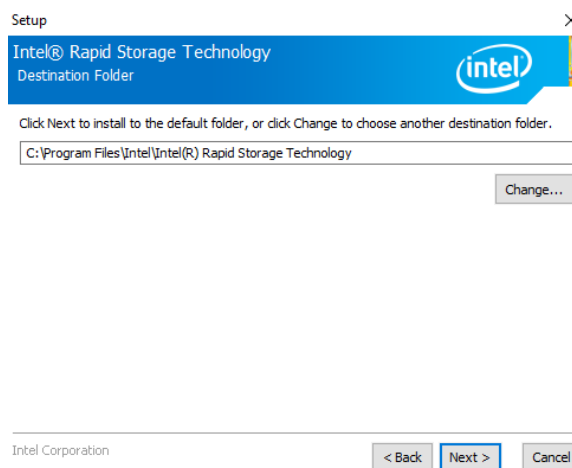 Setup
Intel® Rapid Storage Technology
Destination Folder
intel
Click Next to install to the default folder, or click Change to choose another destination folder.
C:\Program Files\Intel\Intel(R) Rapid Storage Technology
Change...
Intel Corporation
< Back Next > Cancel